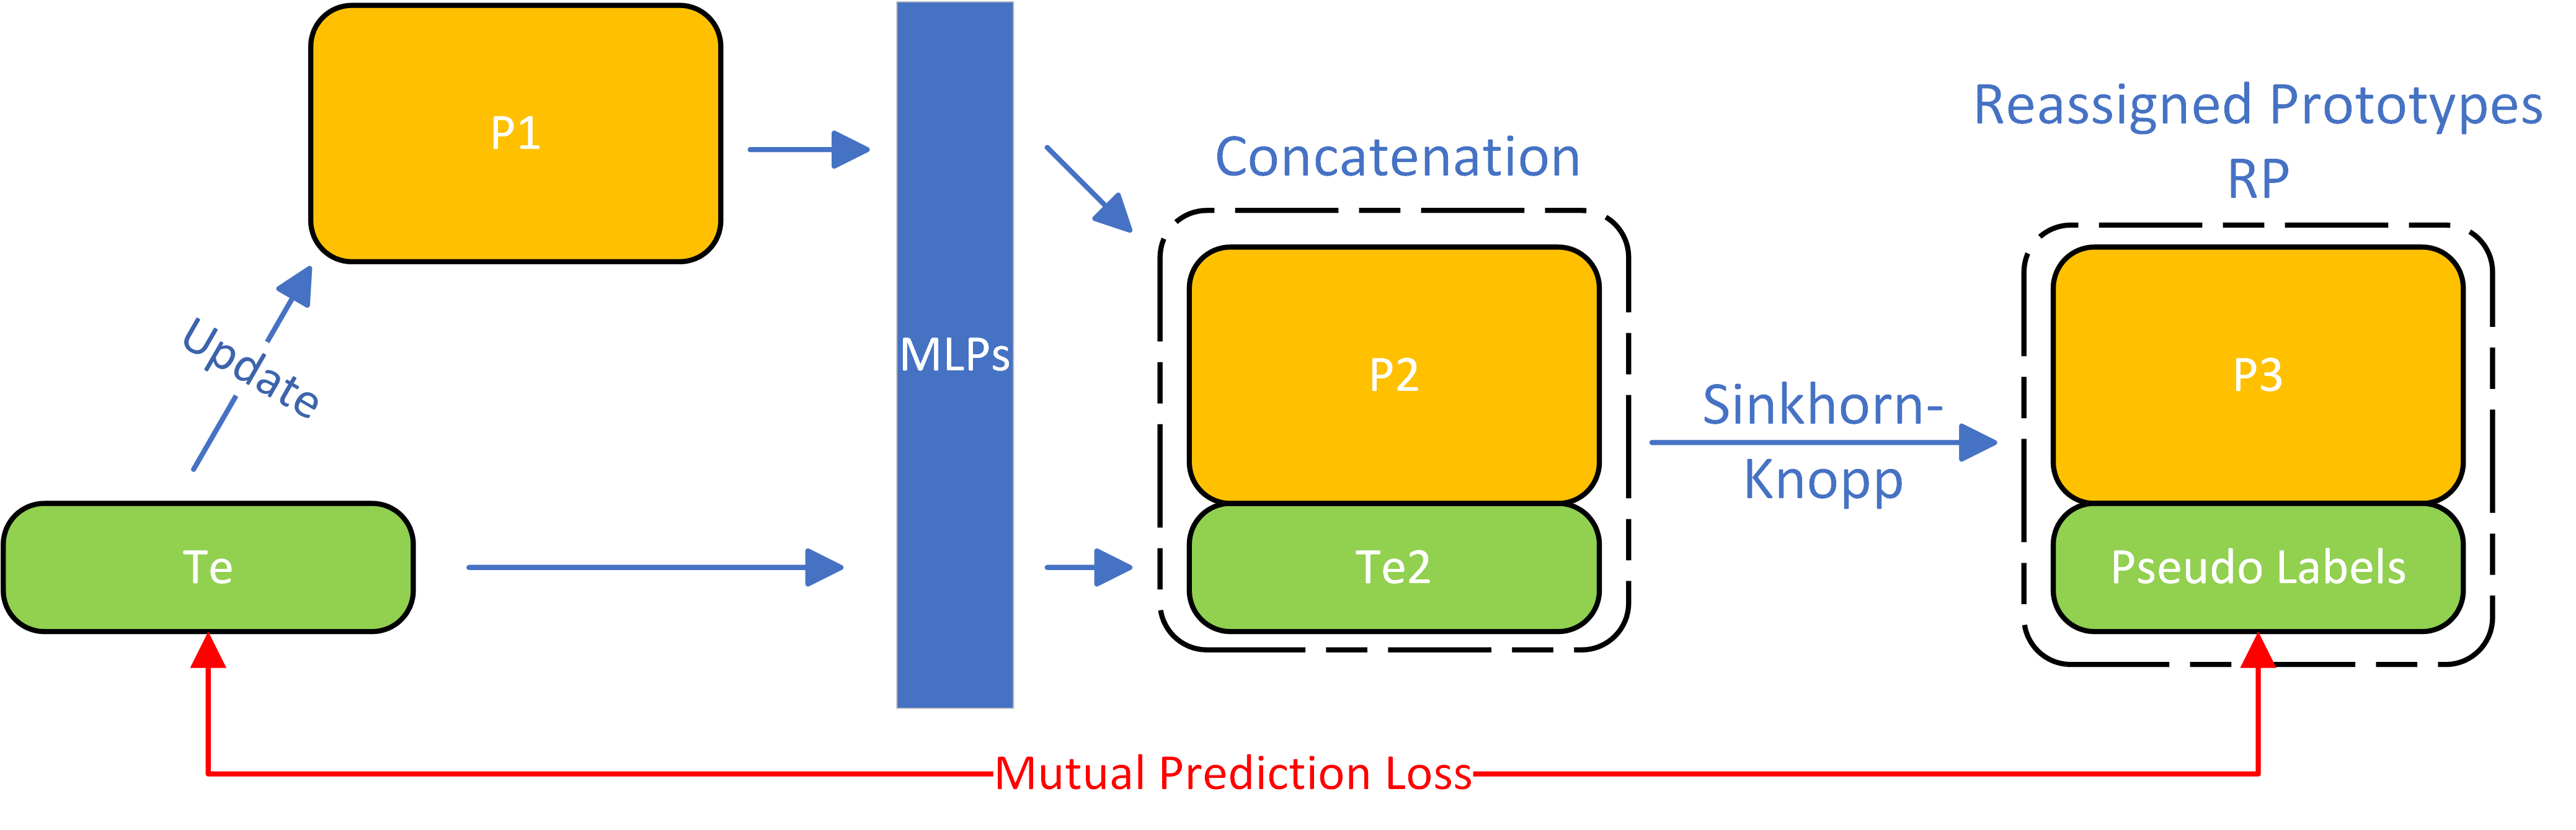 P1
Update
Te
MLPs
Concatenation
P2
Te2
Sinkhorn-
Knopp
Reassigned Prototypes
RP
P3
Pseudo Labels
Mutual Prediction Loss